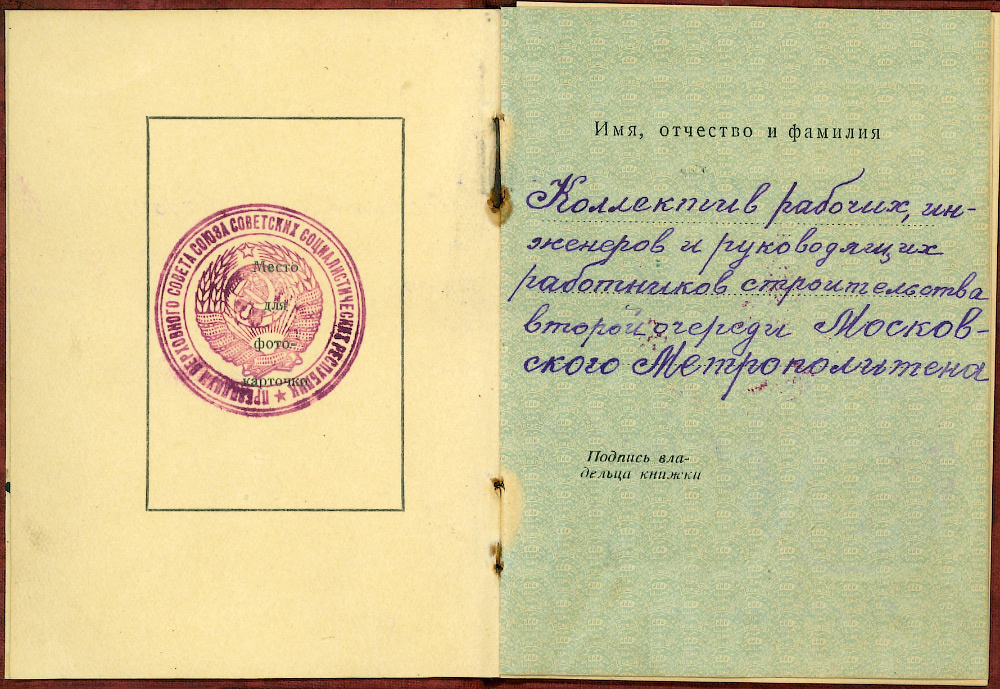 ПРЕЗИДИУМ ВЕРХОВНОГО СОВЕТА СОЮЗА СОВЕТСКИХ СОЦИАЛИСТИЧЕСКИХ РЕСПУБЛИК
Место
для
фото-
карточки
Имя, отчество и фамилия
Коллектив рабочих, ин-
женеров и руководящих
работников строительства
второй очереди Москов-
ского Метрополитена
Подпись вла-
дельца книжки